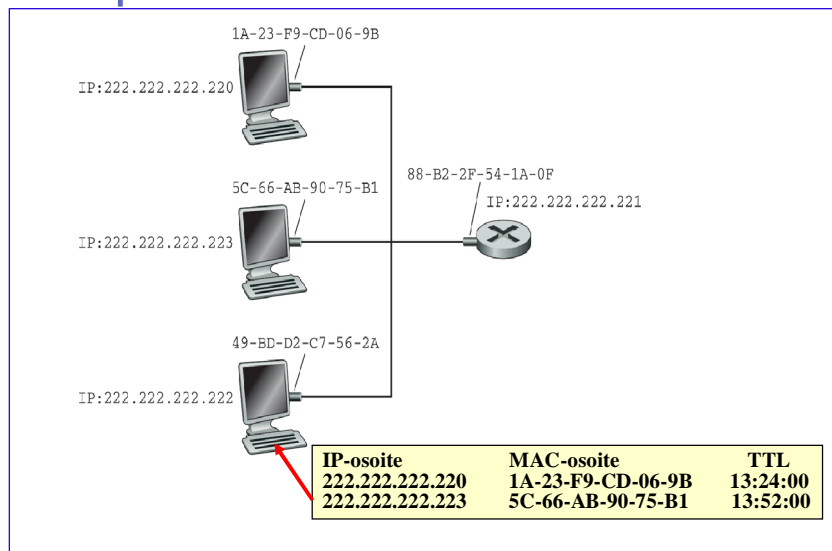 1A-23-F9-CD-06-9B
IP:222.222.222.220
88-B2-2F-54-1A-0F
5C-66-AB-90-75-B1
IP:222.222.222.221
IP:222.222.222.223
49-BD-D2-C7-56-2A
IP:222.222.222.222
IP-osoite MAC-osoite TTL
222.222.222.220 1A-23-F9-CD-06-9B 13:24:00
222.222.222.223 5C-66-AB-90-75-B1 13:52:00